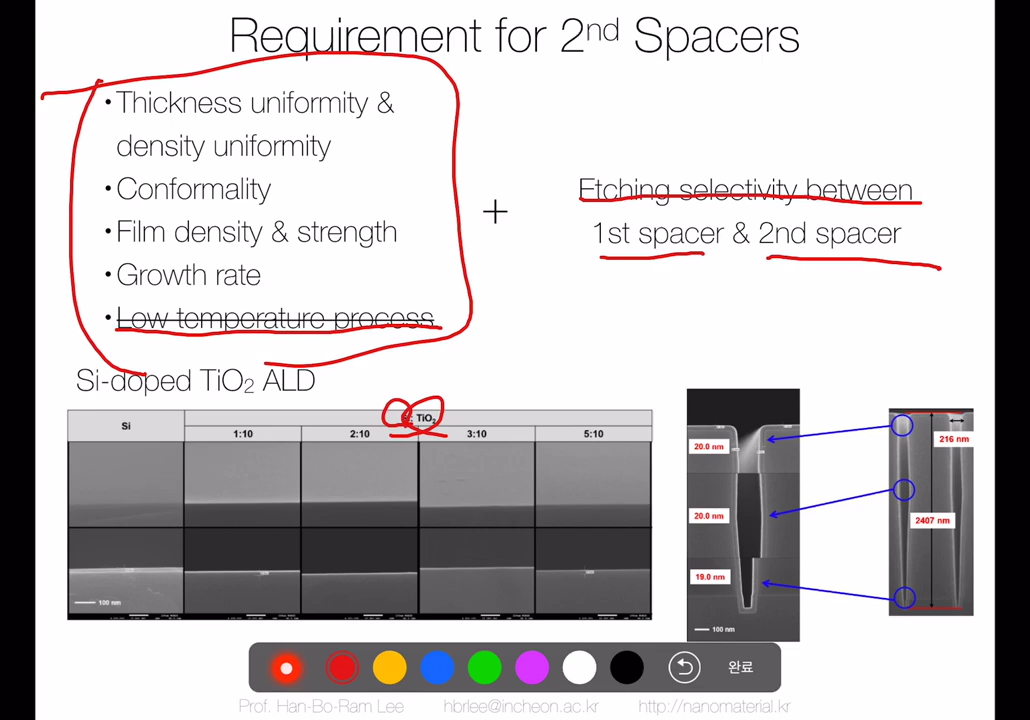 Requirement for 2nd Spacers
•Thickness uniformity &
density uniformity
•Conformality
•Film density & strength
•Growth rate
•Low temperature process
+
Etching selectivity between
1st spacer & 2nd spacer
Si-doped TiO2 ALD
Si
TiO2
1:10
2:10
3:10
5:10
100 nm
20.0 nm
20.0 nm
19.0 nm
100 nm
216 nm
2407 nm
완료
Prof. Han-Bo-Ram Lee hbrlee@incheon.ac.kr http://nanomaterial.kr